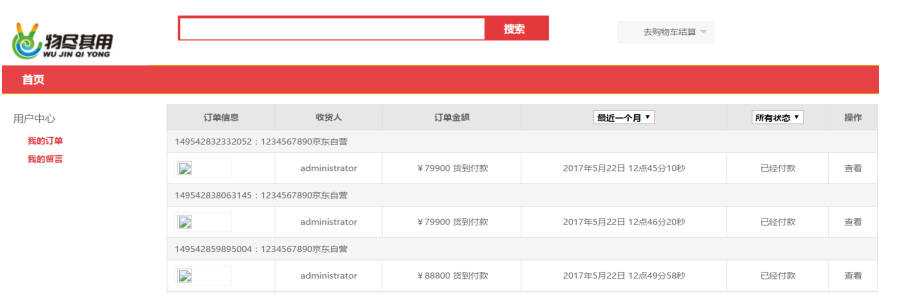 物尽其用
WU JIN QI YONG
搜索
去购物车结算
首页
用户中心
我的订单
我的留言
订单信息 收货人 订单金额 最近一个月 所有状态 操作
149542832332052：1234567890京东自营
administrator ¥79900 货到付款 2017年5月22日 12点45分10秒 已经付款 查看
149542838063145：1234567890京东自营
administrator ¥79900 货到付款 2017年5月22日 12点46分20秒 已经付款 查看
149542859895004：1234567890京东自营
administrator ¥88800 货到付款 2017年5月22日 12点49分58秒 已经付款 查看